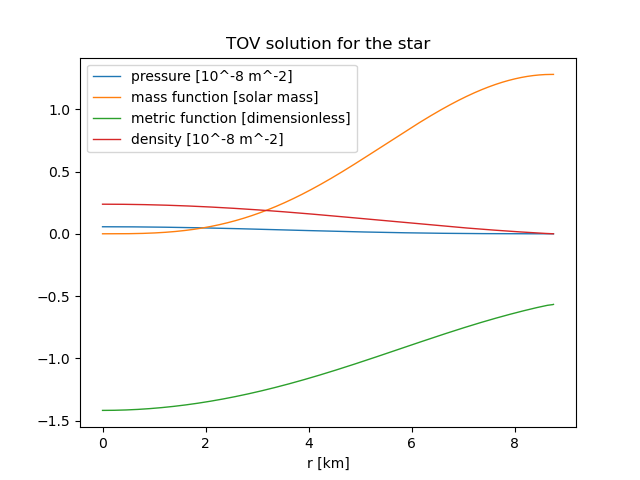 TOV solution for the star
pressure [10^-8 m^-2]
mass function [solar mass]
metric function [dimensionless]
density [10^-8 m^-2]
1.0
0.5
0.0
−0.5
−1.0
−1.5
0 2 4 6 8
r [km]